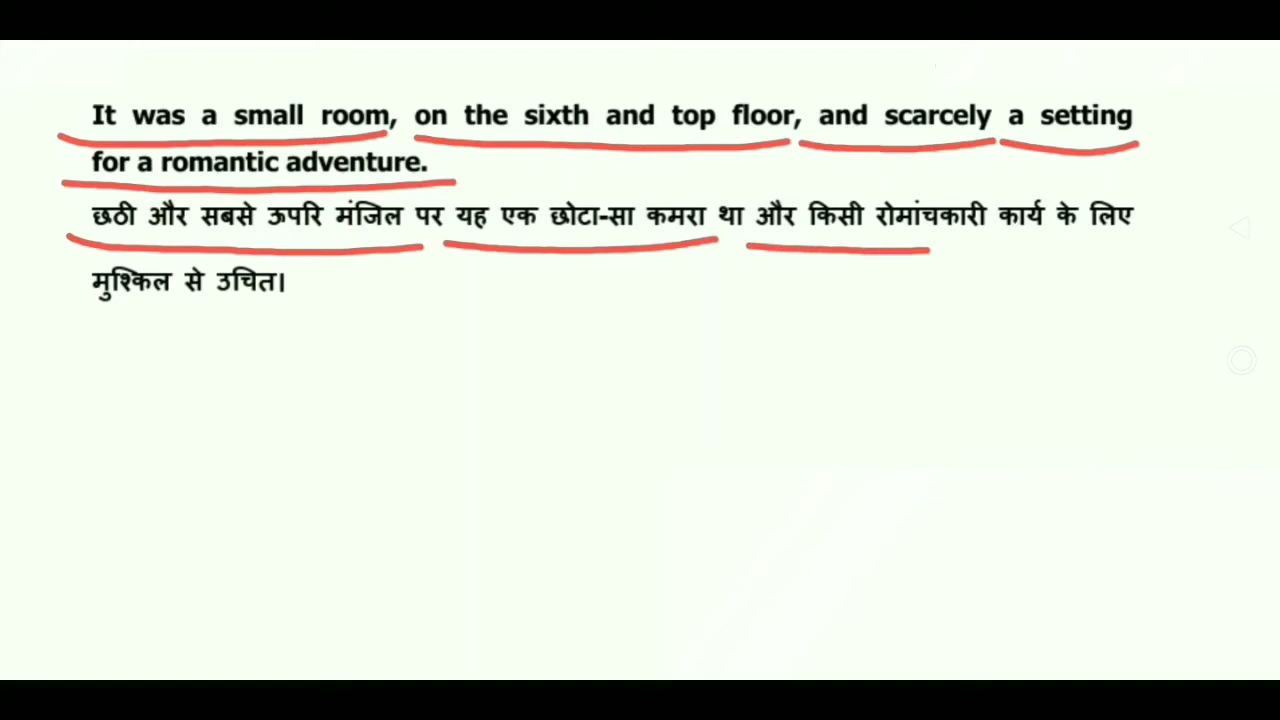 It was a small room, on the sixth and top floor, and scarcely a setting
for a romantic adventure.
छठी और सबसे ऊपरि मंजिल पर यह एक छोटा-सा कमरा था और किसी रोमांचकारी कार्य के लिए
मुश्किल से उचित।